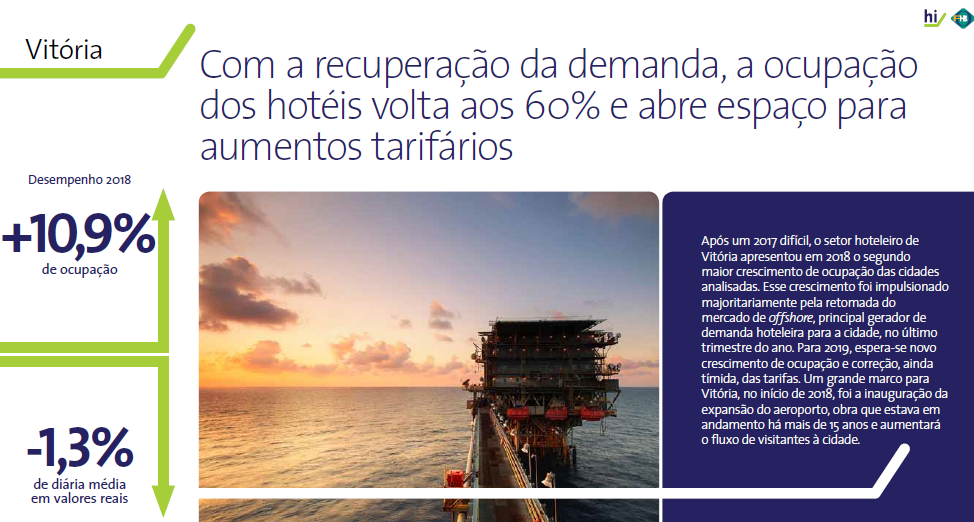 hi
FHB
Vitória
Com a recuperação da demanda, a ocupação
dos hotéis volta aos 60% e abre espaço para
aumentos tarifários
Desempenho 2018
+10,9%
de ocupação
-1,3%
de diária média
em valores reais
Após um 2017 difícil, o setor hoteleiro de
Vitória apresentou em 2018 o segundo
maior crescimento de ocupação das cidades
analisadas. Esse crescimento foi impulsionado
majoritariamente pela retomada do
mercado de offshore, principal gerador de
demanda hoteleira para a cidade, no último
trimestre do ano. Para 2019, espera-se novo
crescimento de ocupação e correção, ainda
tímida, das tarifas. Um grande marco para
Vitória, no início de 2018, foi a inauguração da
expansão do aeroporto, obra que estava em
andamento há mais de 15 anos e aumentará
o fluxo de visitantes à cidade.